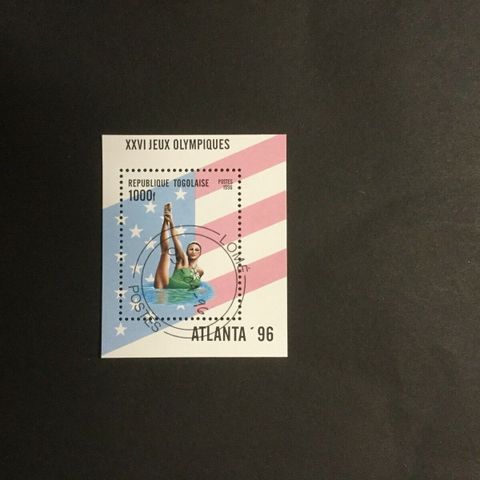 XXVI JEUX OLYMPIQUES
REPUBLIQUE TOGOLAISE
POSTES
1996
1000f
LOMÉ
POSTES
ATLANTA '96